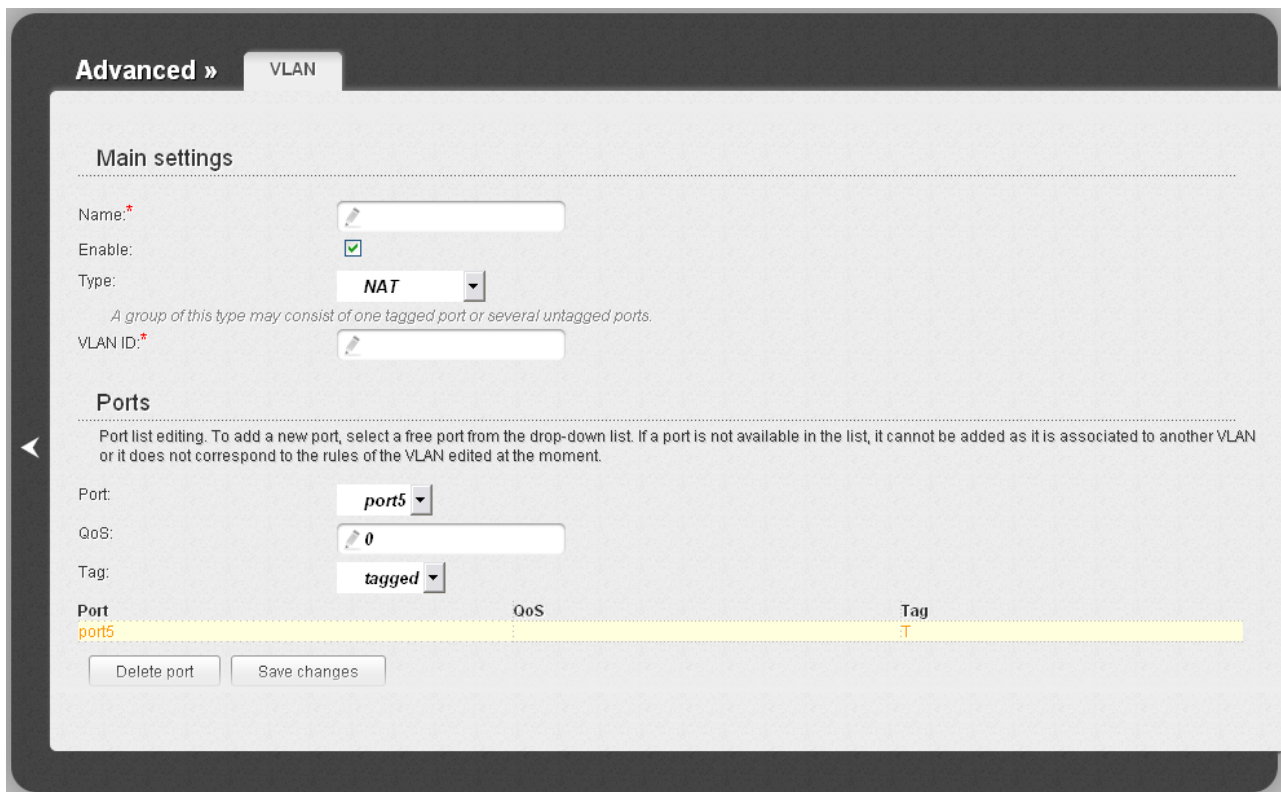 Advanced » VLAN
Main settings
Name:*
Enable:
Type: NAT
A group of this type may consist of one tagged port or several untagged ports.
VLAN ID:*
Ports
Port list editing. To add a new port, select a free port from the drop-down list. If a port is not available in the list, it cannot be added as it is associated to another VLAN
or it does not correspond to the rules of the VLAN edited at the moment.
Port: port5
QoS: 0
Tag: tagged
Port QoS Tag
port5 T
Delete port Save changes